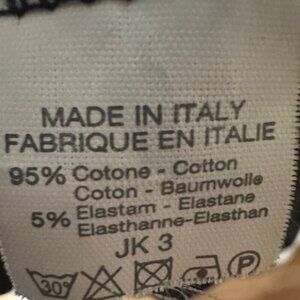 MADE IN ITALY
FABRIQUE EN ITALIE
95% Cotone - Cotton
Coton - Baumwolle
5% Elastam - Elastane
Elasthanne-Elasthan
JK 3
30° P